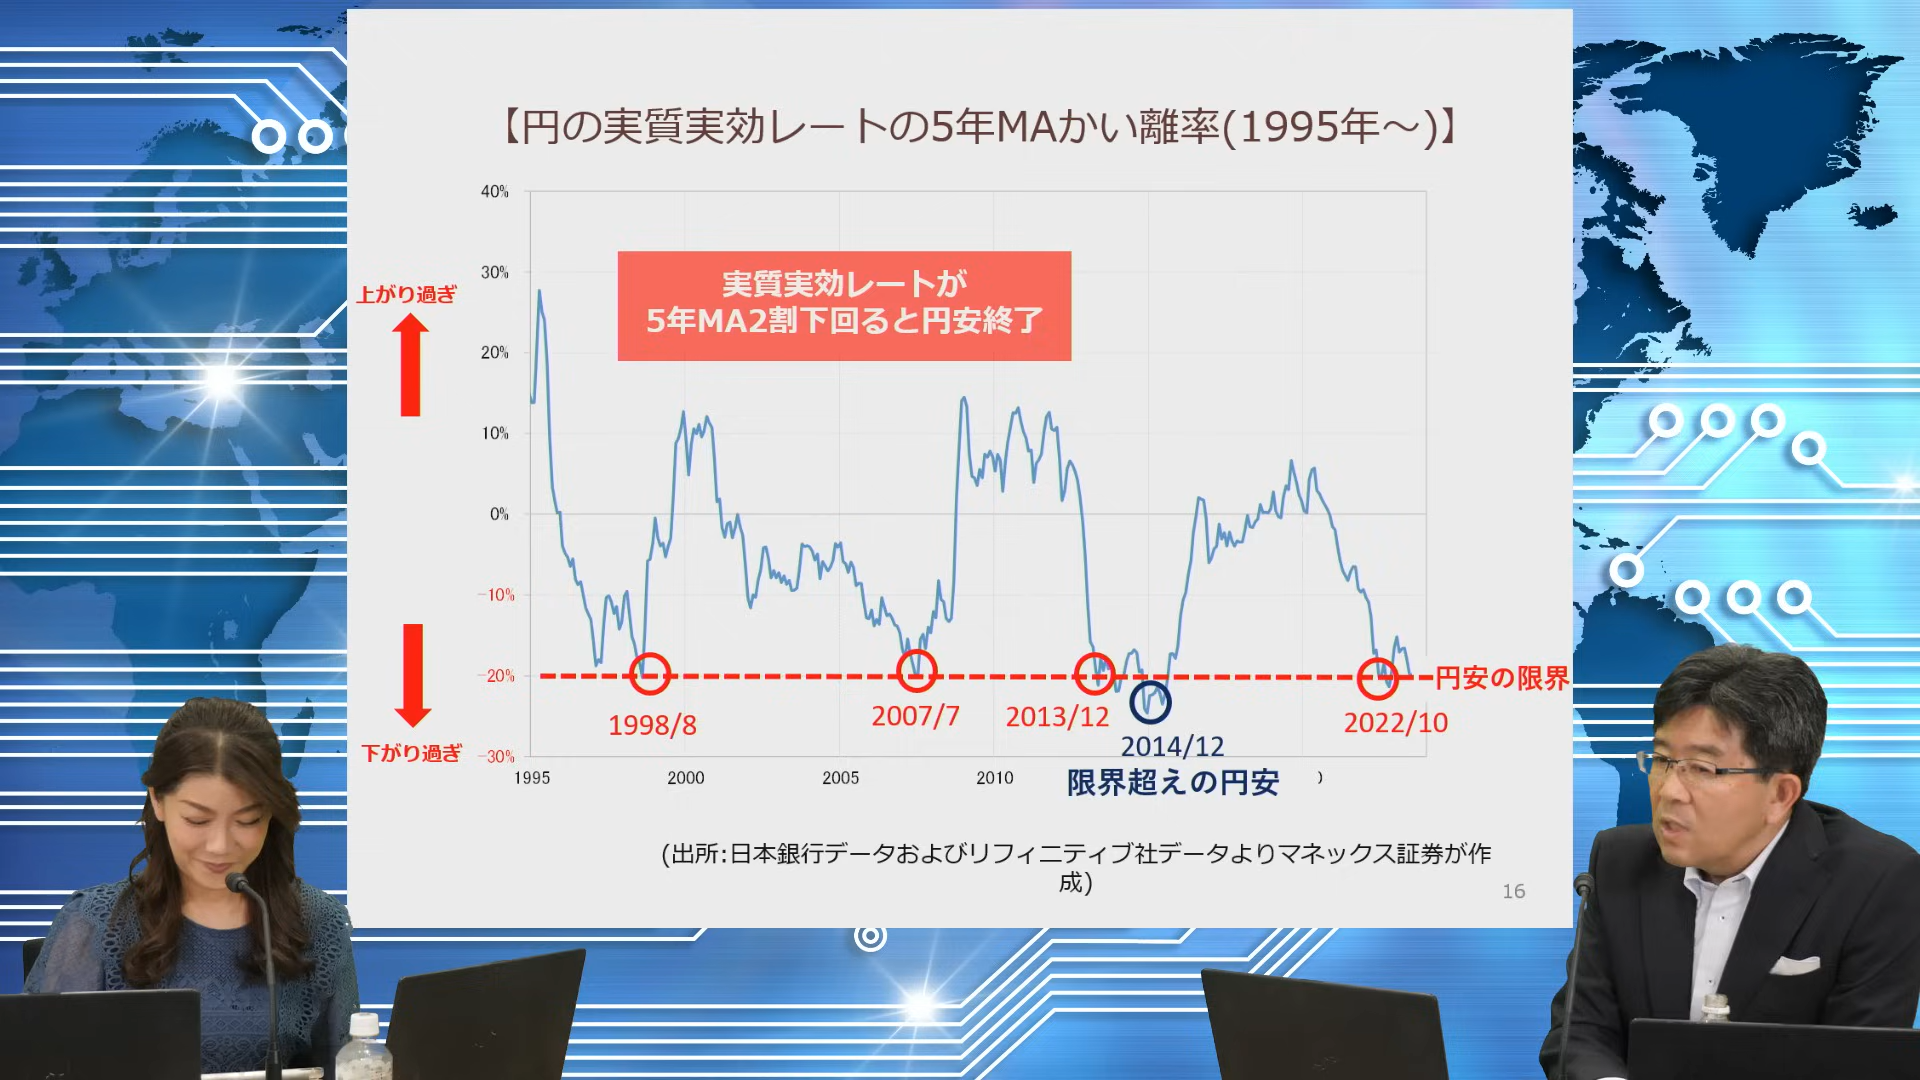 【円の実質実効レートの5年MAかい離率(1995年～)】
40%
30%
20%
10%
0%
-10%
-20%
-30%
上がり過ぎ
下がり過ぎ
実質実効レートが
5年MA2割下回ると円安終了
円安の限界
1998/8
2007/7
2013/12
2014/12
限界超えの円安
2022/10
1995
2000
2005
2010
(出所:日本銀行データおよびリフィニティブ社データよりマネックス証券が作
成)
16